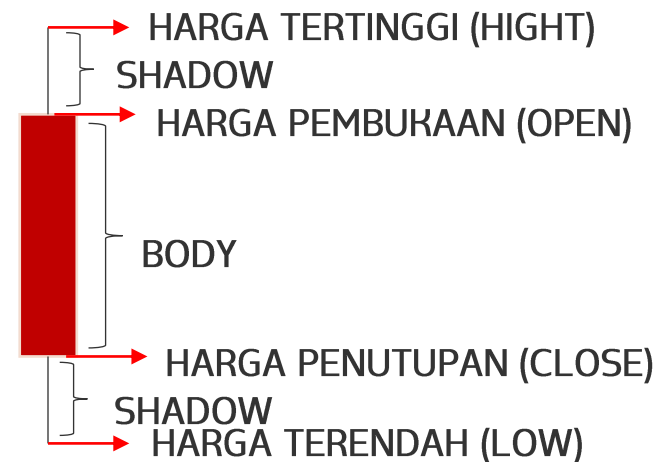 HARGA TERTINGGI (HIGHT)
SHADOW
HARGA PEMBUKAAN (OPEN)
BODY
HARGA PENUTUPAN (CLOSE)
SHADOW
HARGA TERENDAH (LOW)